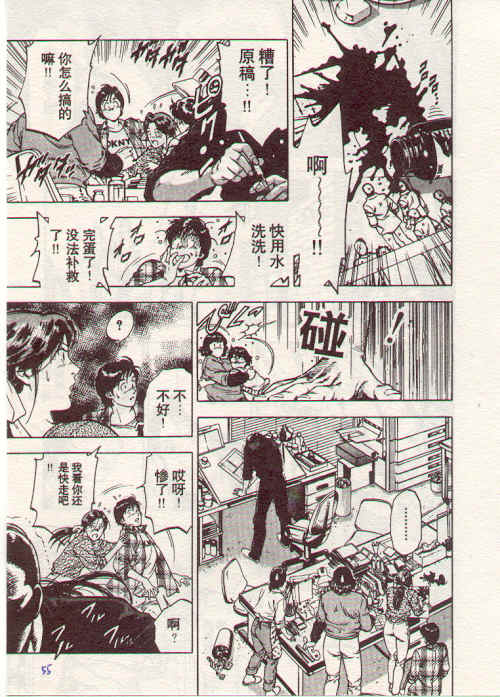 啊～～～!!
糟了!
原稿…!!
你怎么搞的
嘛!!
DKNY
快用水
洗洗!
完蛋了!
没法补救
了!!
!
碰
?
不…
不好!
………
哎呀!
惨了!!
我看你还
是快走吧
!!
啊?
55